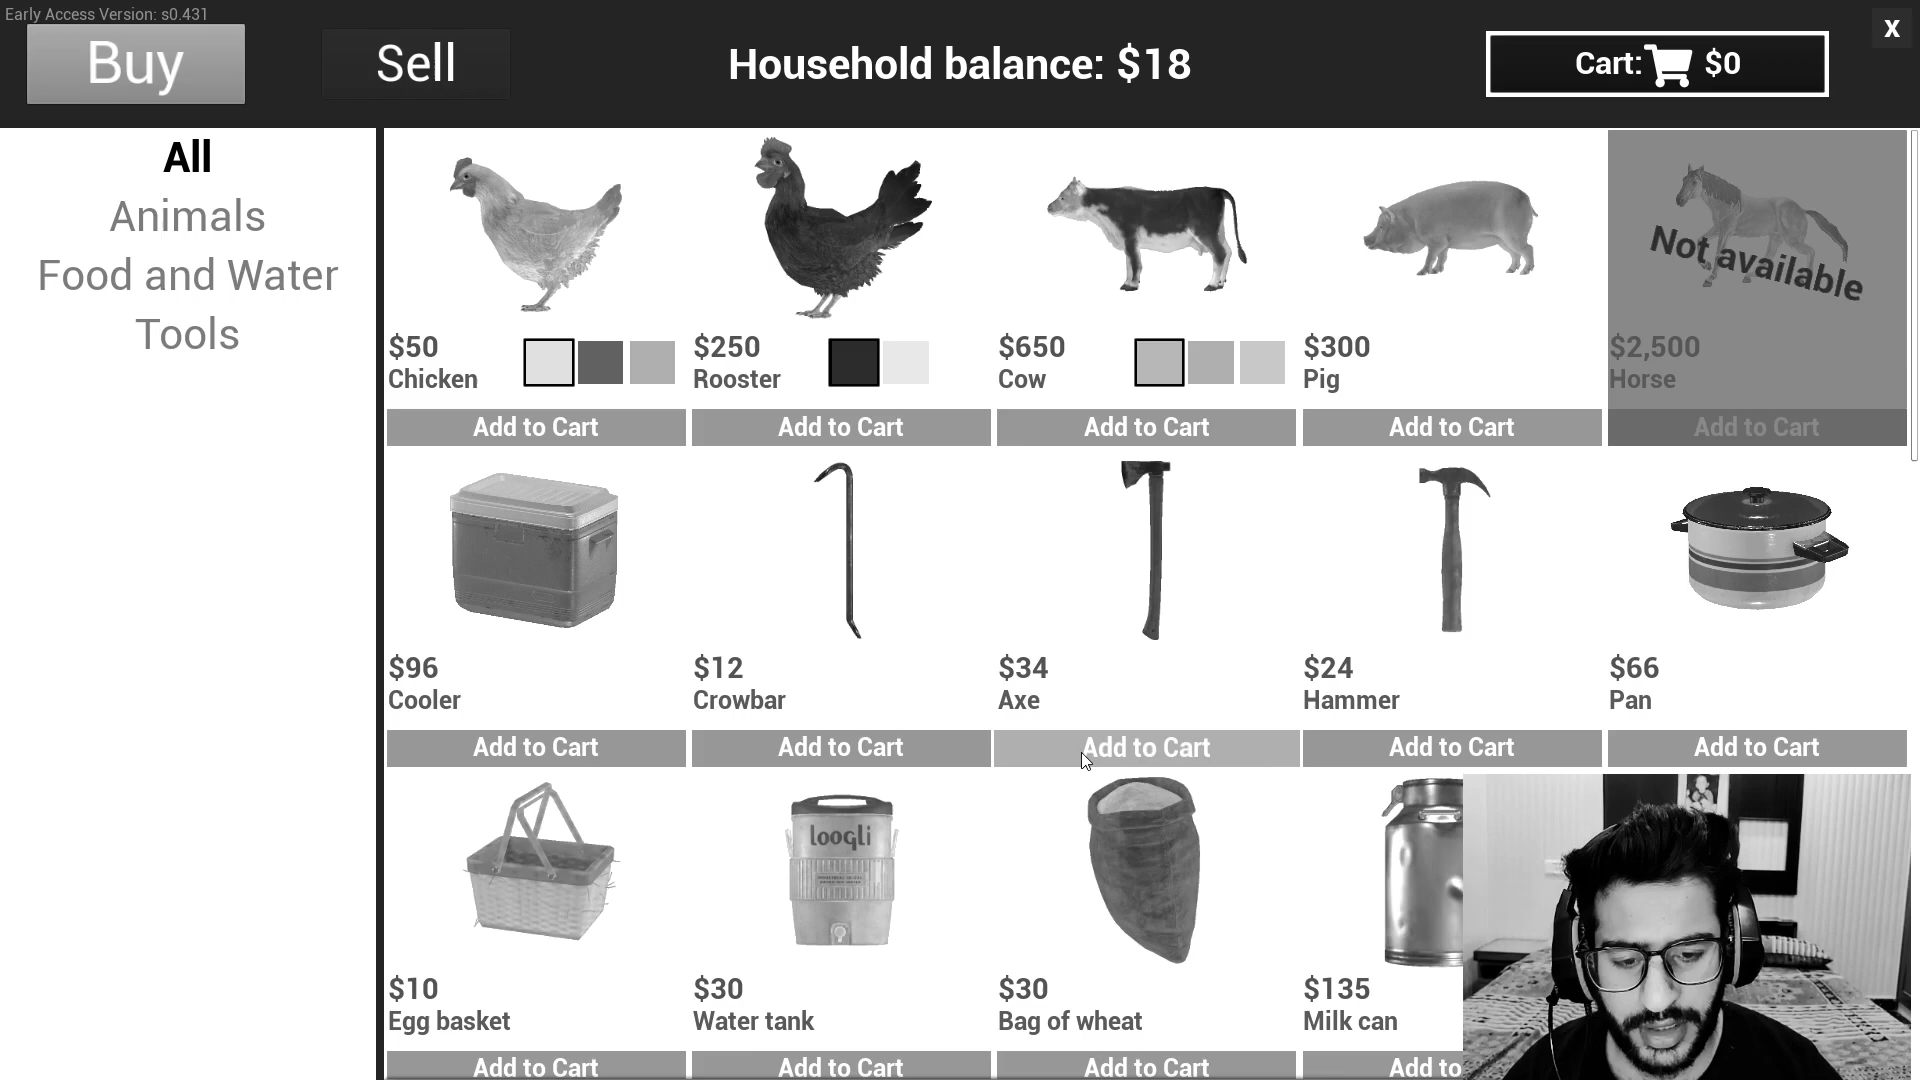 Early Access Version: s0.431
Buy
Sell
Household balance: $18
Cart: $0
X
All
Animals
Food and Water
Tools
$50
Chicken
Add to Cart
$250
Rooster
Add to Cart
$650
Cow
Add to Cart
$300
Pig
Add to Cart
Not available
$2,500
Horse
Add to Cart
$96
Cooler
Add to Cart
$12
Crowbar
Add to Cart
$34
Axe
Add to Cart
$24
Hammer
Add to Cart
$66
Pan
Add to Cart
$10
Egg basket
Add to Cart
looqli
$30
Water tank
Add to Cart
$30
Bag of wheat
Add to Cart
$135
Milk can
Add to